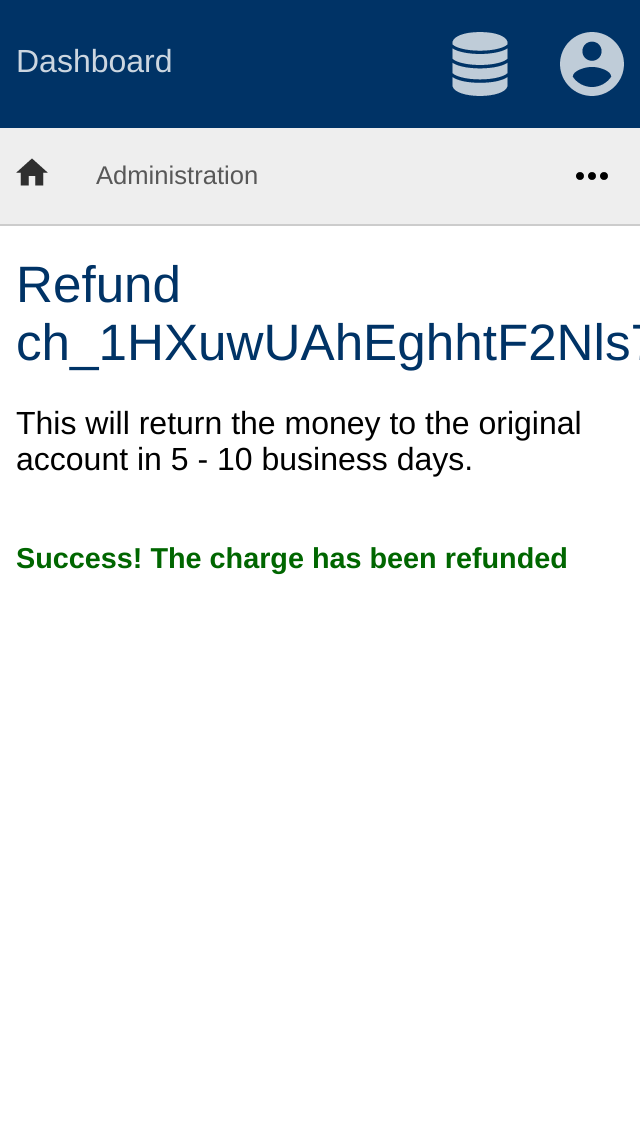 Dashboard
Administration
Refund
ch_1HXuwUAhEghhtF2Nls7
This will return the money to the original
account in 5 - 10 business days.
Success! The charge has been refunded